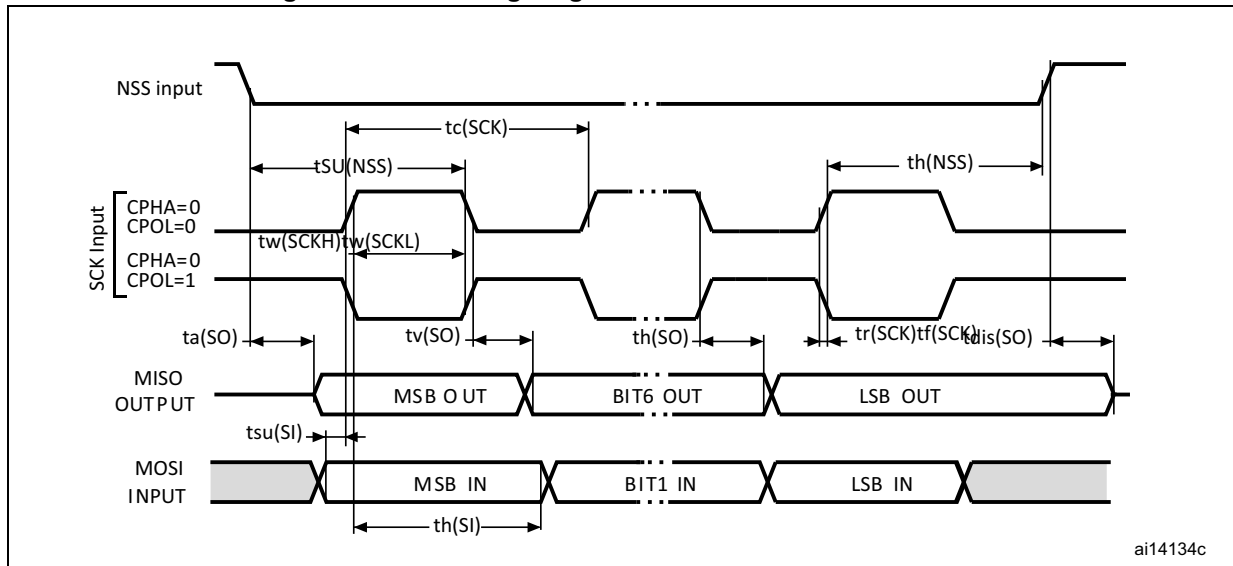 NSS input
tc(SCK)
tSU(NSS)
th(NSS)
SCK Input
CPHA=0
CPOL=0
tw(SCKH)tw(SCKL)
CPHA=0
CPOL=1
ta(SO)
tv(SO)
th(SO)
tr(SCK)tf(SCK)
tdis(SO)
MISO
OUTPUT
MSB OUT
BIT6 OUT
LSB OUT
tsu(SI)
MOSI
INPUT
MSB IN
BIT1 IN
LSB IN
th(SI)
ai14134c